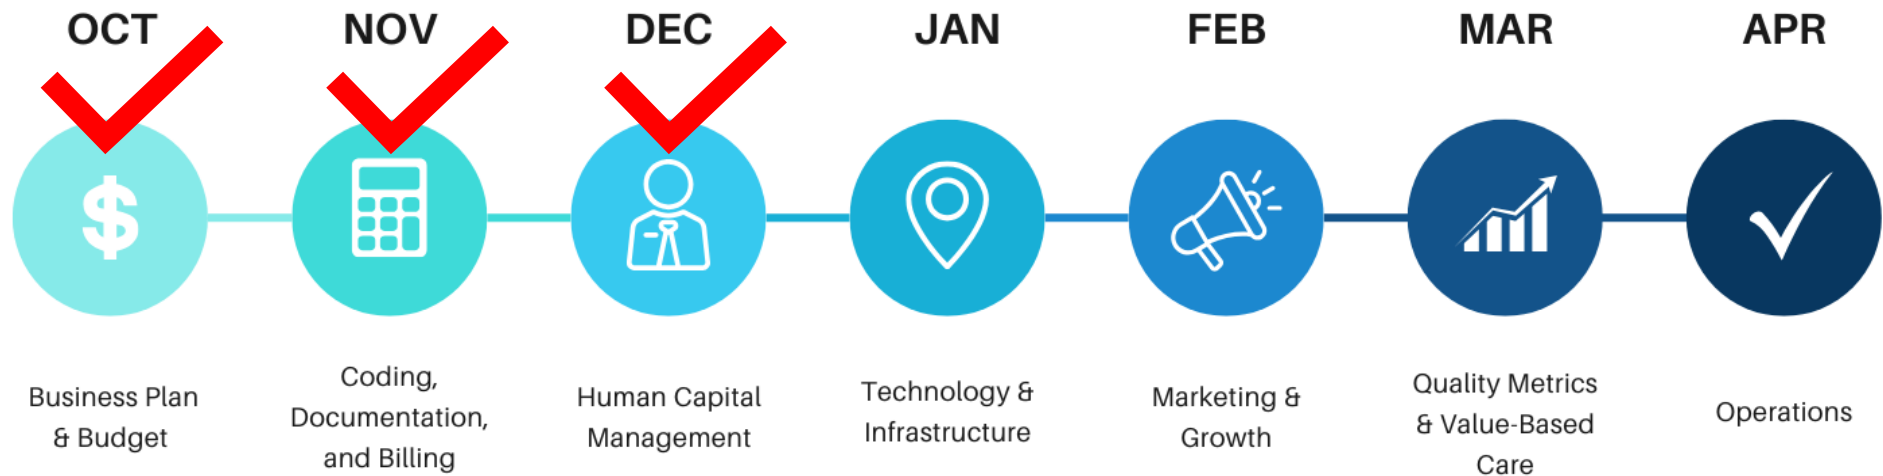 OCT
NOV
DEC
JAN
FEB
MAR
APR
$
Business Plan
& Budget
Coding,
Documentation,
and Billing
Human Capital
Management
Technology &
Infrastructure
Marketing &
Growth
Quality Metrics
& Value-Based
Care
Operations